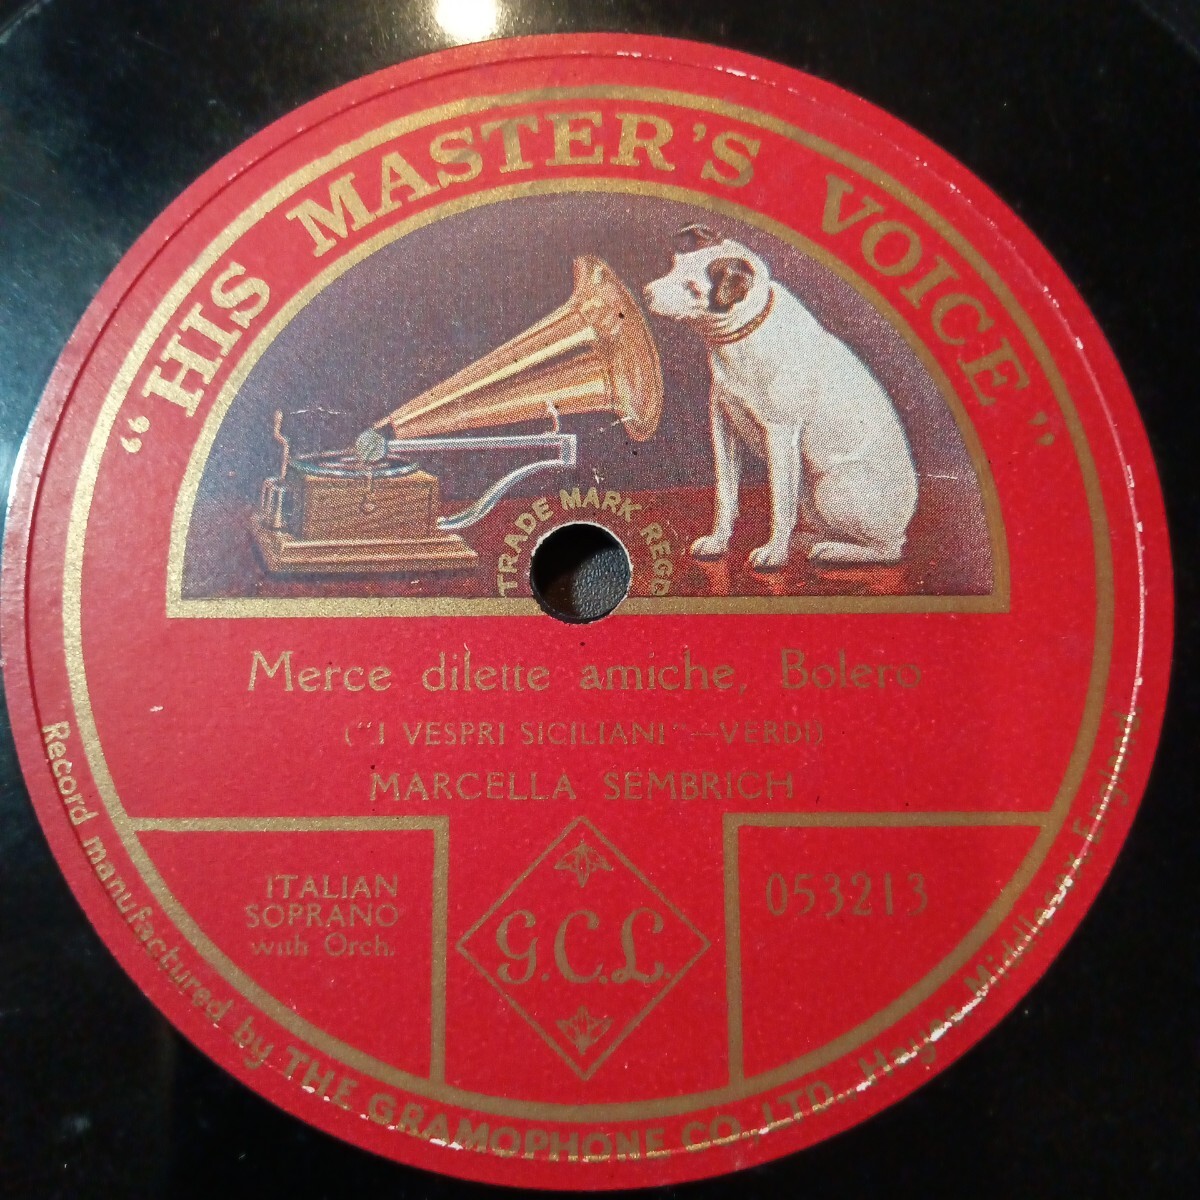 "HIS MASTER'S VOICE"
TRADE MARK REGD
Merce dilette amiche, Bolero
("I VESPRI SICILIANI"—VERDI)
MARCELLA SEMBRICH
ITALIAN
SOPRANO
with Orch.
G.C.L.
053213
Record manufactured by THE GRAMOPHONE CO., LTD., Hayes, Middlesex, England.